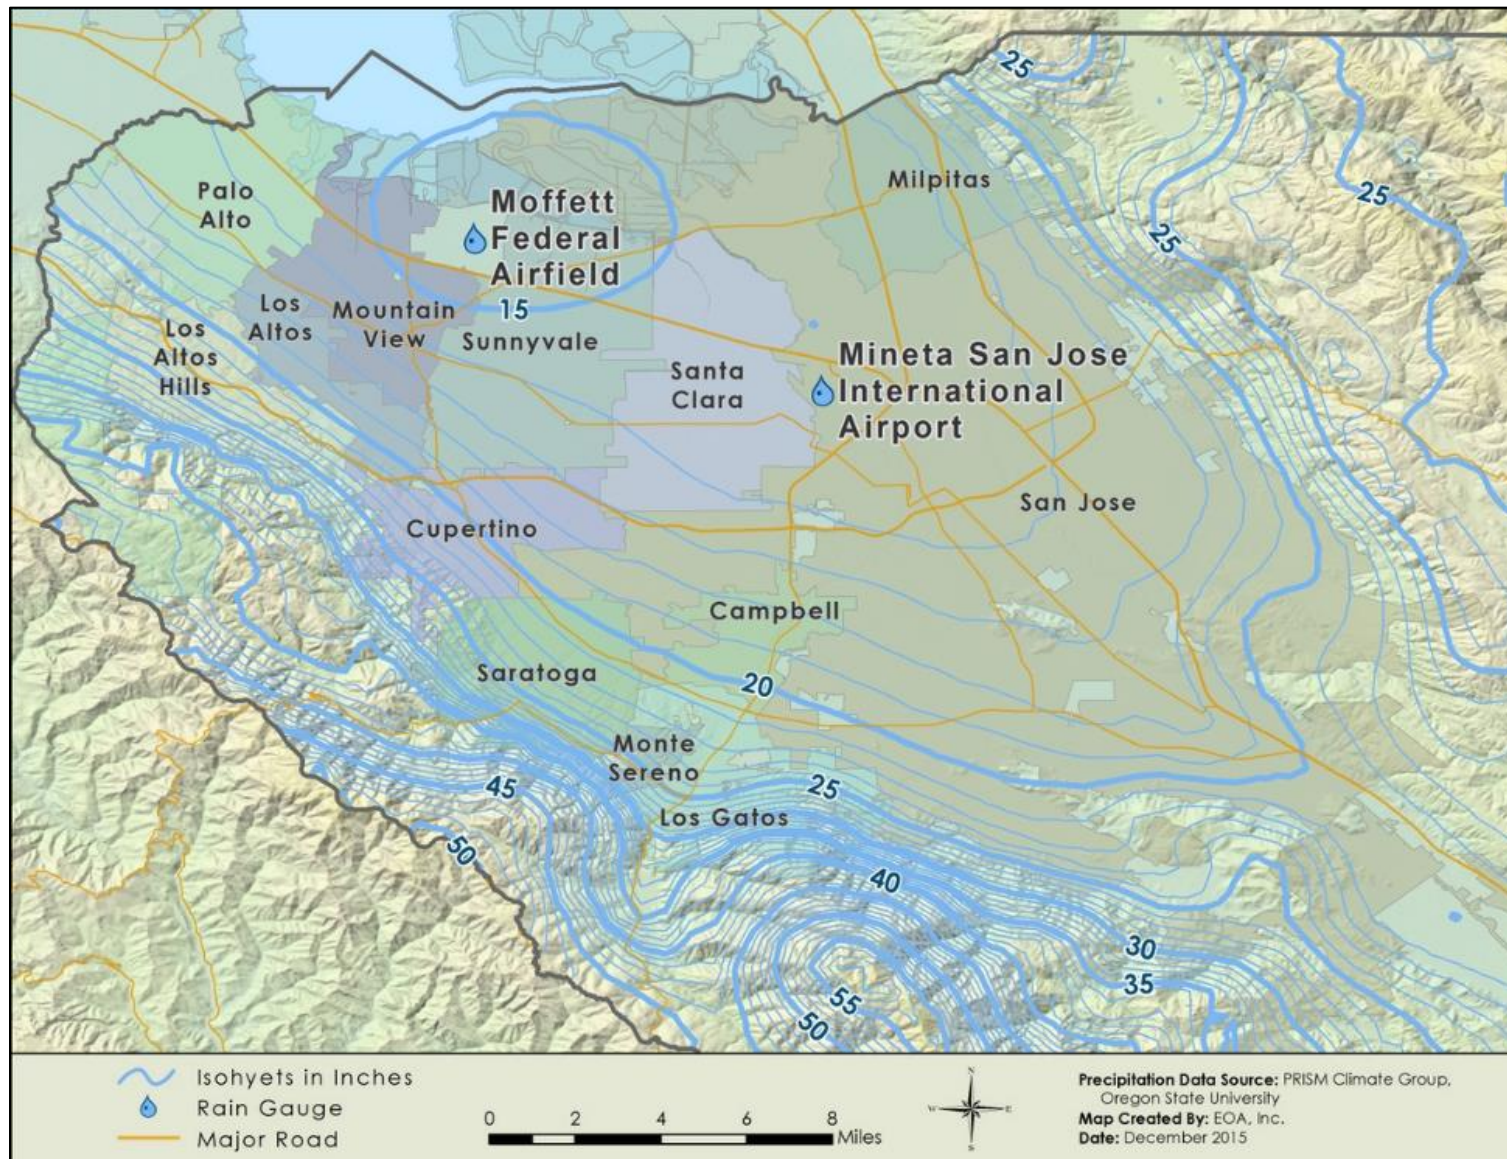 25
Milpitas
Palo
Alto
Moffett
Federal
Airfield
25
25
15
Los
Altos
Mountain
View
Sunnyvale
Los
Altos
Hills
Santa
Clara
Mineta San Jose
International
Airport
San Jose
Cupertino
Campbell
Saratoga
20
Monte
Sereno
25
45
Los Gatos
50
40
30
35
55
50
Isohyets in Inches
Rain Gauge
Major Road
0 2 4 6 8
Miles
N
W E
S
Precipitation Data Source: PRISM Climate Group,
Oregon State University
Map Created By: EOA, Inc.
Date: December 2015